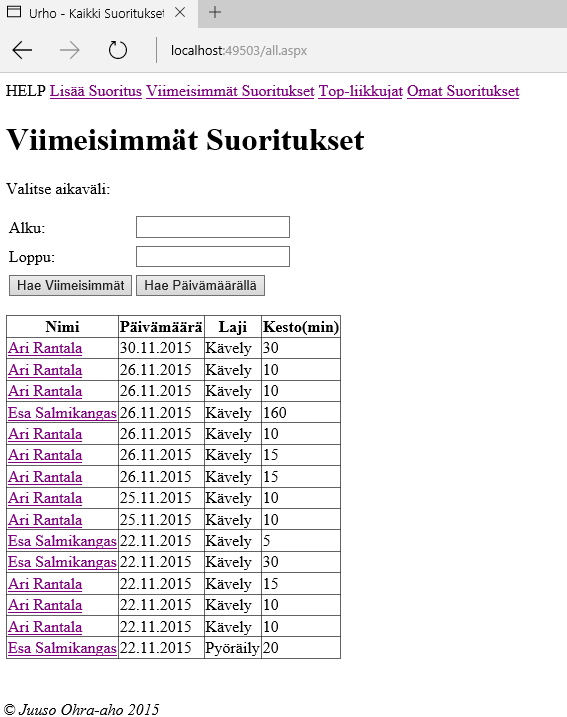 Urho - Kaikki Suoritukset
localhost:49503/all.aspx
HELP Lisää Suoritus Viimeisimmät Suoritukset Top-liikkujat Omat Suoritukset
Viimeisimmät Suoritukset
Valitse aikaväli:
Alku:
Loppu:
Hae Viimeisimmät Hae Päivämäärällä
Nimi Päivämäärä Laji Kesto(min)
Ari Rantala 30.11.2015 Kävely 30
Ari Rantala 26.11.2015 Kävely 10
Ari Rantala 26.11.2015 Kävely 10
Esa Salmikangas 26.11.2015 Kävely 160
Ari Rantala 26.11.2015 Kävely 10
Ari Rantala 26.11.2015 Kävely 15
Ari Rantala 26.11.2015 Kävely 15
Ari Rantala 25.11.2015 Kävely 10
Ari Rantala 25.11.2015 Kävely 10
Esa Salmikangas 22.11.2015 Kävely 5
Esa Salmikangas 22.11.2015 Kävely 30
Ari Rantala 22.11.2015 Kävely 15
Ari Rantala 22.11.2015 Kävely 10
Ari Rantala 22.11.2015 Kävely 10
Esa Salmikangas 22.11.2015 Pyöräily 20
© Juuso Ohra-aho 2015